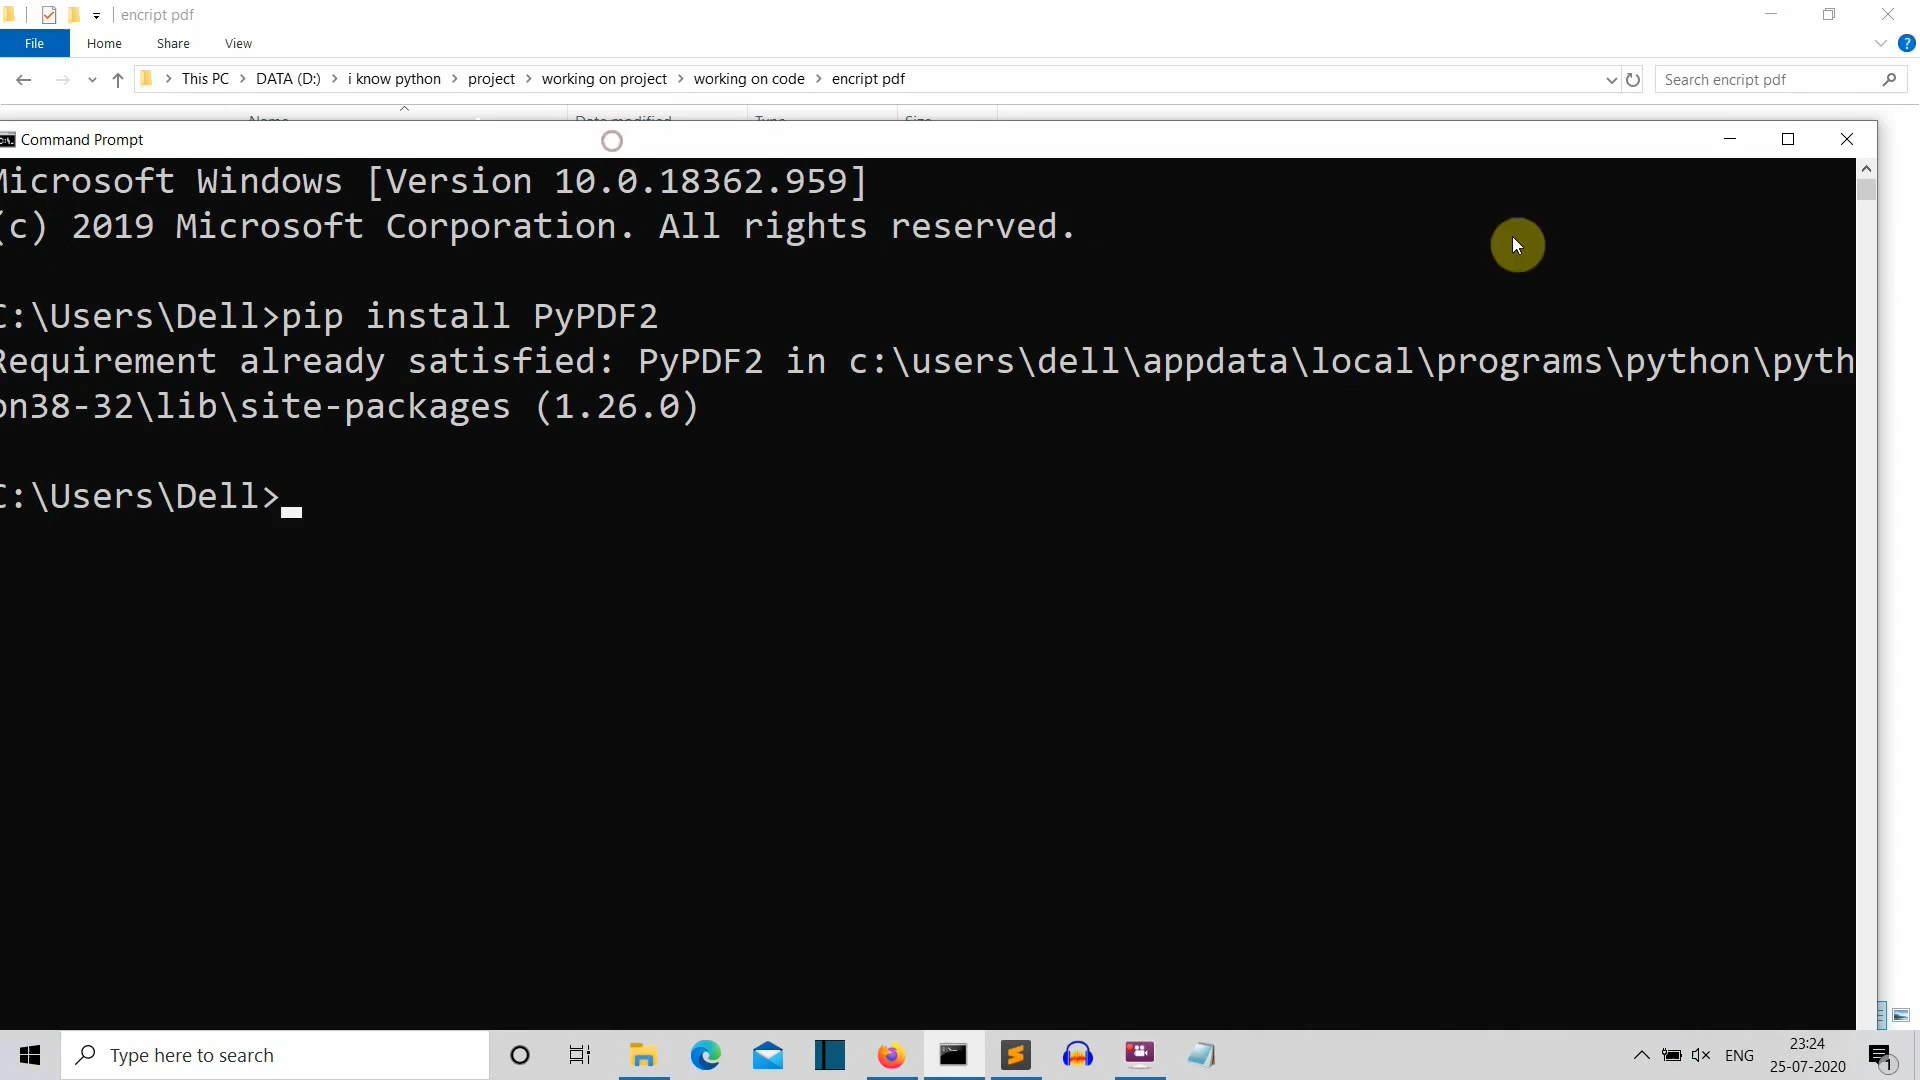 encript pdf
File Home Share View
This PC > DATA (D:) > i know python > project > working on project > working on code > encript pdf
Search encript pdf
Command Prompt
Microsoft Windows [Version 10.0.18362.959]
(c) 2019 Microsoft Corporation. All rights reserved.
C:\Users\Dell>pip install PyPDF2
Requirement already satisfied: PyPDF2 in c:\users\dell\appdata\local\programs\python\pyth
on38-32\lib\site-packages (1.26.0)
C:\Users\Dell>
Type here to search
ENG
23:24
25-07-2020
1